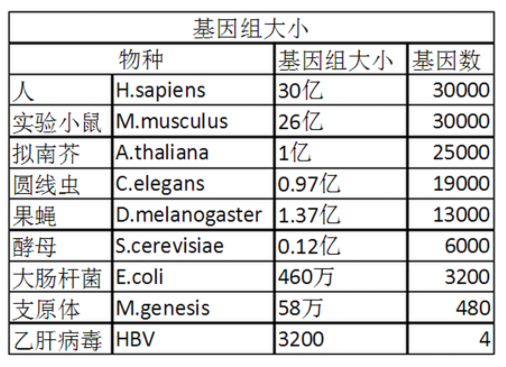 基因组大小
物种 基因组大小 基因数
人 H.sapiens 30亿 30000
实验小鼠 M.musculus 26亿 30000
拟南芥 A.thaliana 1亿 25000
圆线虫 C.elegans 0.97亿 19000
果蝇 D.melanogaster 1.37亿 13000
酵母 S.cerevisiae 0.12亿 6000
大肠杆菌 E.coli 460万 3200
支原体 M.genesis 58万 480
乙肝病毒 HBV 3200 4